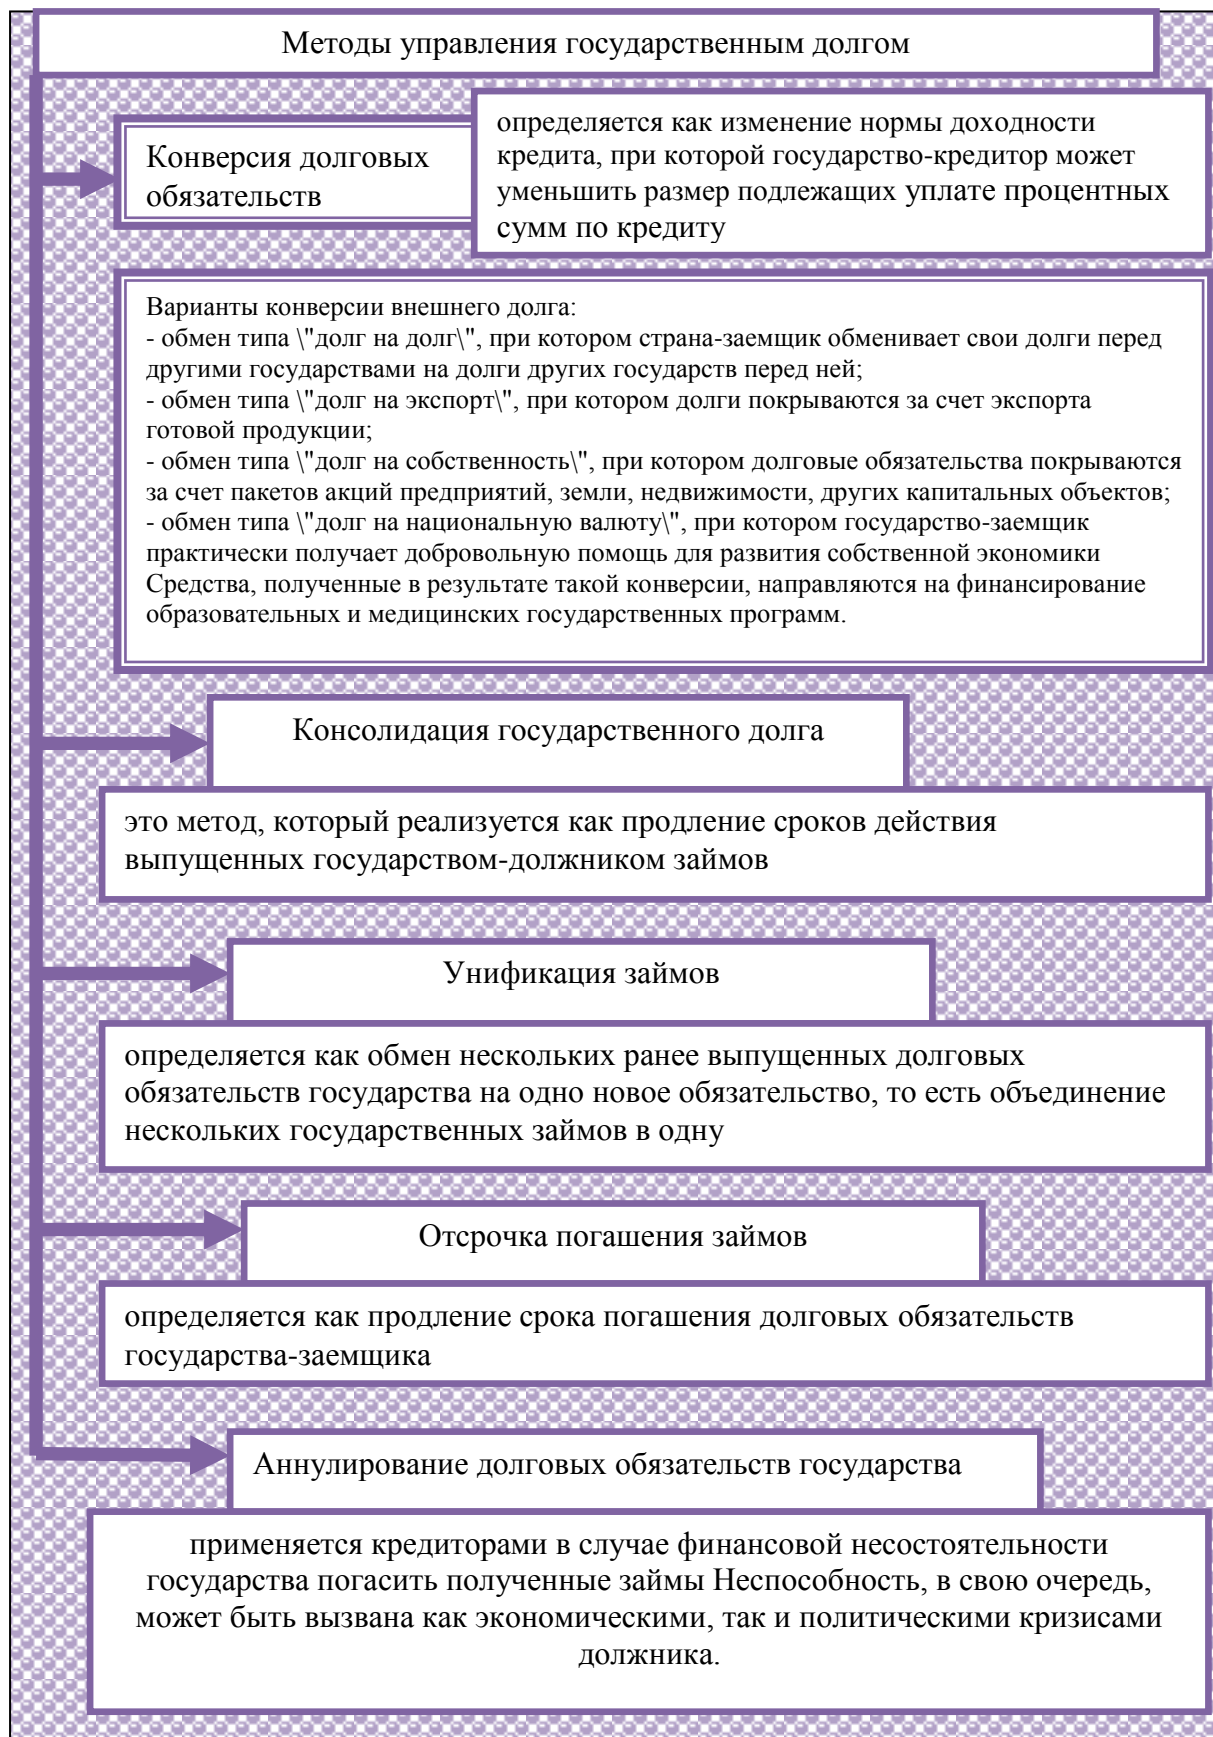 Методы управления государственным долгом
Конверсия долговых
обязательств
определяется как изменение нормы доходности
кредита, при которой государство-кредитор может
уменьшить размер подлежащих уплате процентных
сумм по кредиту
Варианты конверсии внешнего долга:
- обмен типа \"долг на долг\", при котором страна-заемщик обменивает свои долги перед
другими государствами на долги других государств перед ней;
- обмен типа \"долг на экспорт\", при котором долги покрываются за счет экспорта
готовой продукции;
- обмен типа \"долг на собственность\", при котором долговые обязательства покрываются
за счет пакетов акций предприятий, земли, недвижимости, других капитальных объектов;
- обмен типа \"долг на национальную валюту\", при котором государство-заемщик
практически получает добровольную помощь для развития собственной экономики
Средства, полученные в результате такой конверсии, направляются на финансирование
образовательных и медицинских государственных программ.
Консолидация государственного долга
это метод, который реализуется как продление сроков действия
выпущенных государством-должником займов
Унификация займов
определяется как обмен нескольких ранее выпущенных долговых
обязательств государства на одно новое обязательство, то есть объединение
нескольких государственных займов в одну
Отсрочка погашения займов
определяется как продление срока погашения долговых обязательств
государства-заемщика
Аннулирование долговых обязательств государства
применяется кредиторами в случае финансовой несостоятельности
государства погасить полученные займы Неспособность, в свою очередь,
может быть вызвана как экономическими, так и политическими кризисами
должника.